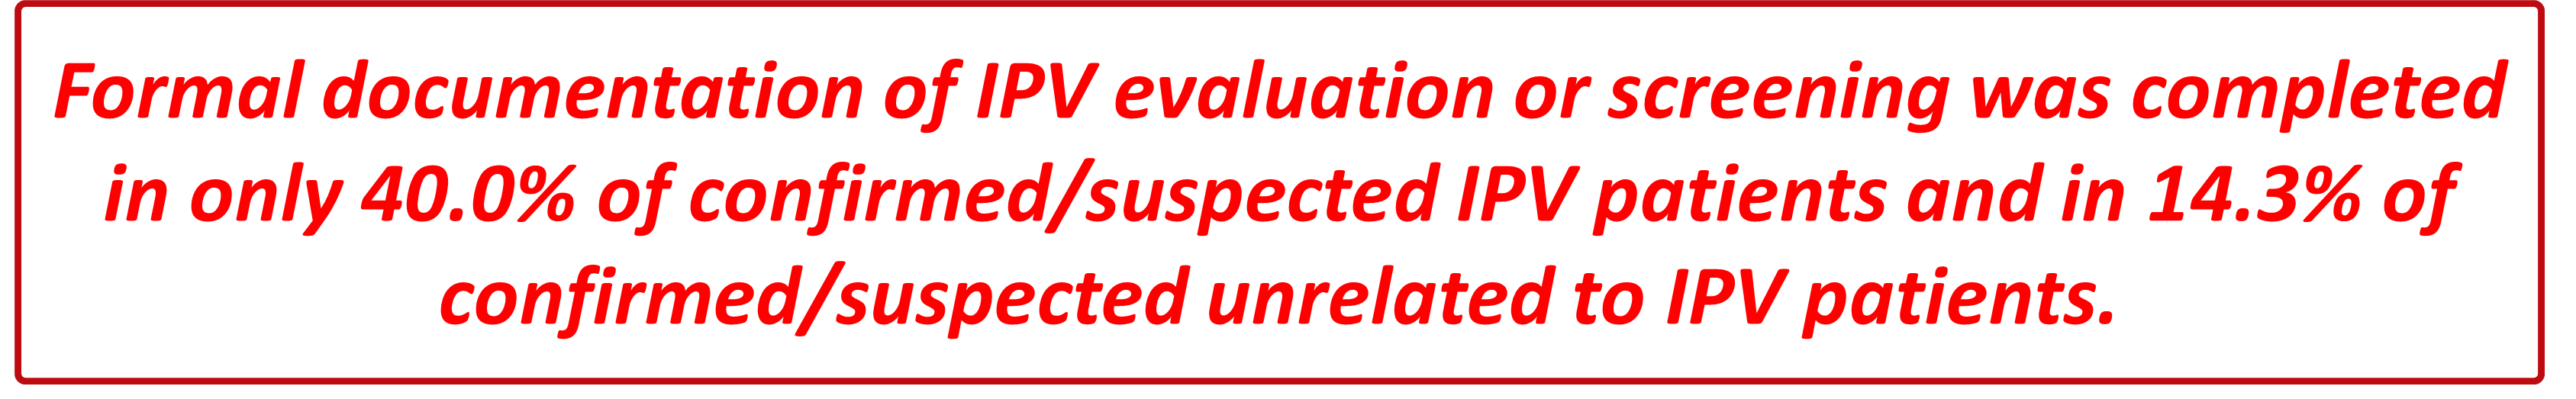 Formal documentation of IPV evaluation or screening was completed
in only 40.0% of confirmed/suspected IPV patients and in 14.3% of
confirmed/suspected unrelated to IPV patients.